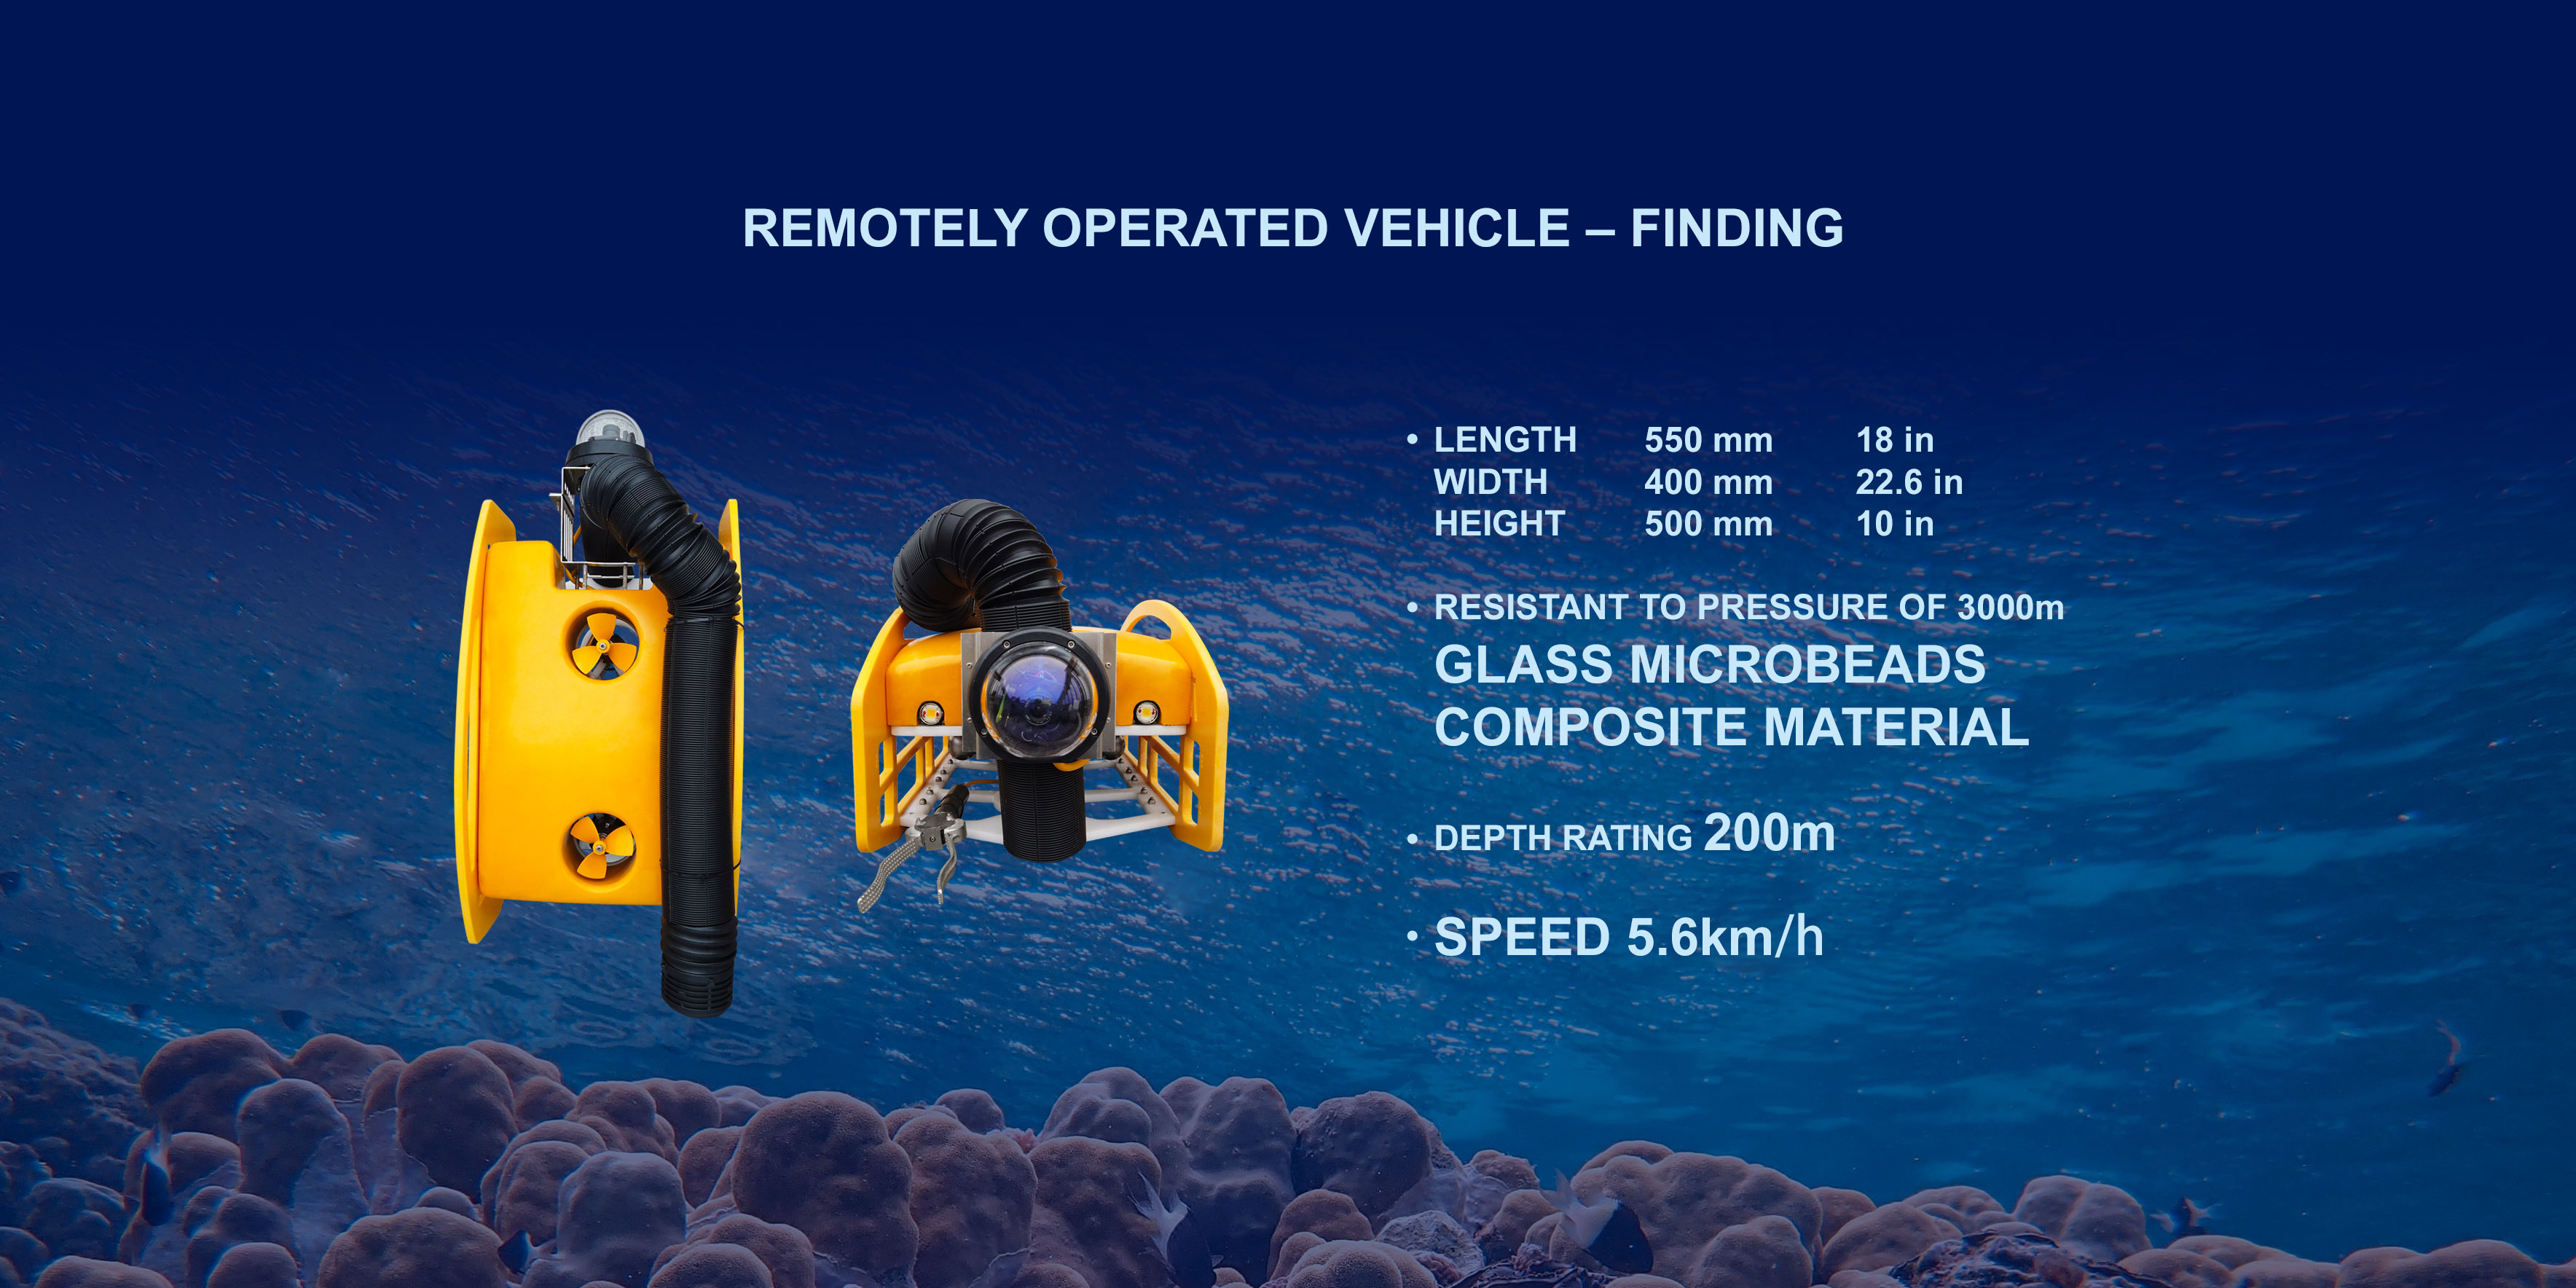 REMOTELY OPERATED VEHICLE – FINDING
• LENGTH 550 mm 18 in
WIDTH 400 mm 22.6 in
HEIGHT 500 mm 10 in
• RESISTANT TO PRESSURE OF 3000m
GLASS MICROBEADS
COMPOSITE MATERIAL
• DEPTH RATING 200m
• SPEED 5.6km/h